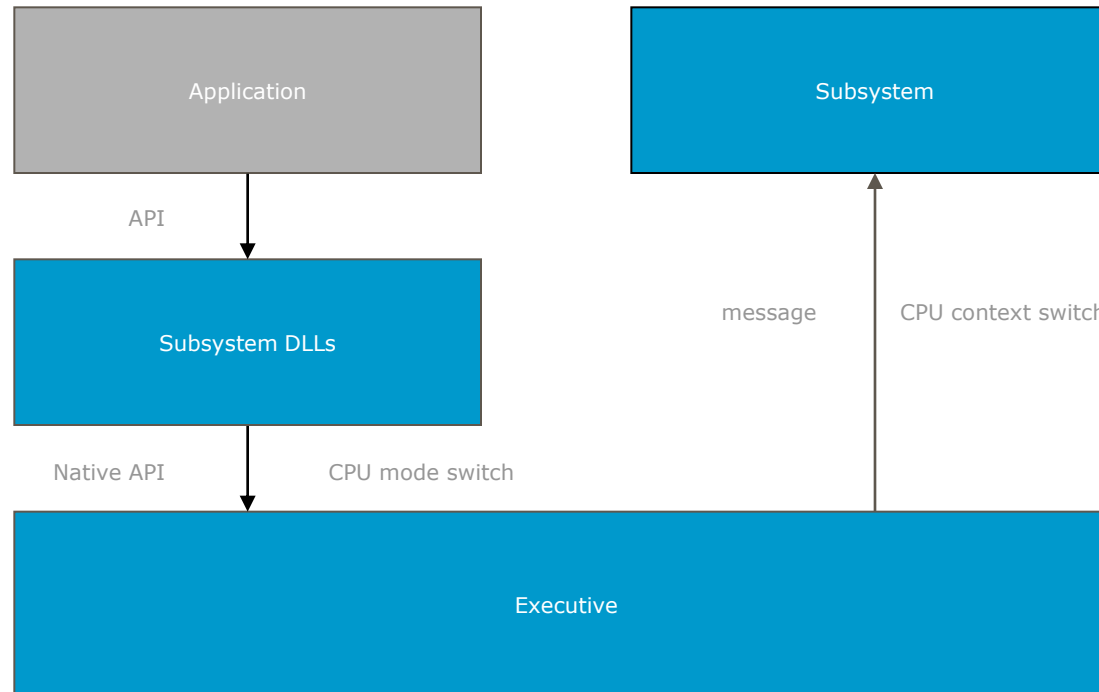 Application
Subsystem
API
Subsystem DLLs
message
CPU context switch
Native API
CPU mode switch
Executive